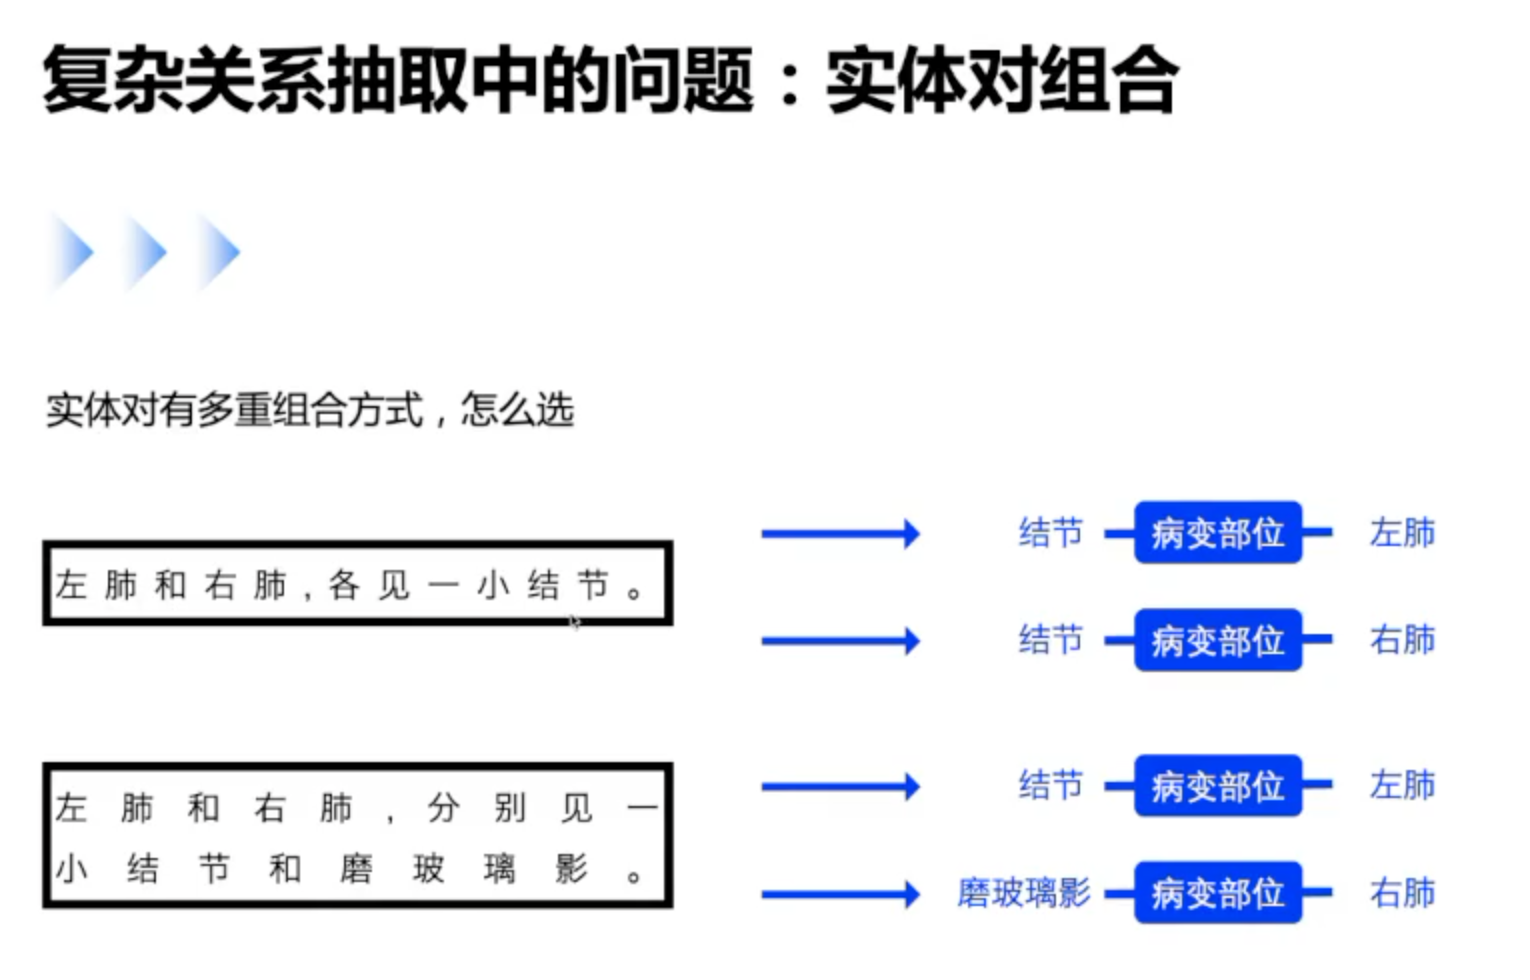 复杂关系抽取中的问题：实体对组合
实体对有多重组合方式，怎么选
左肺和右肺，各见一小结节。
结节 病变部位 左肺
结节 病变部位 右肺
左肺和右肺，分别见一
小结节和磨玻璃影。
结节 病变部位 左肺
磨玻璃影 病变部位 右肺